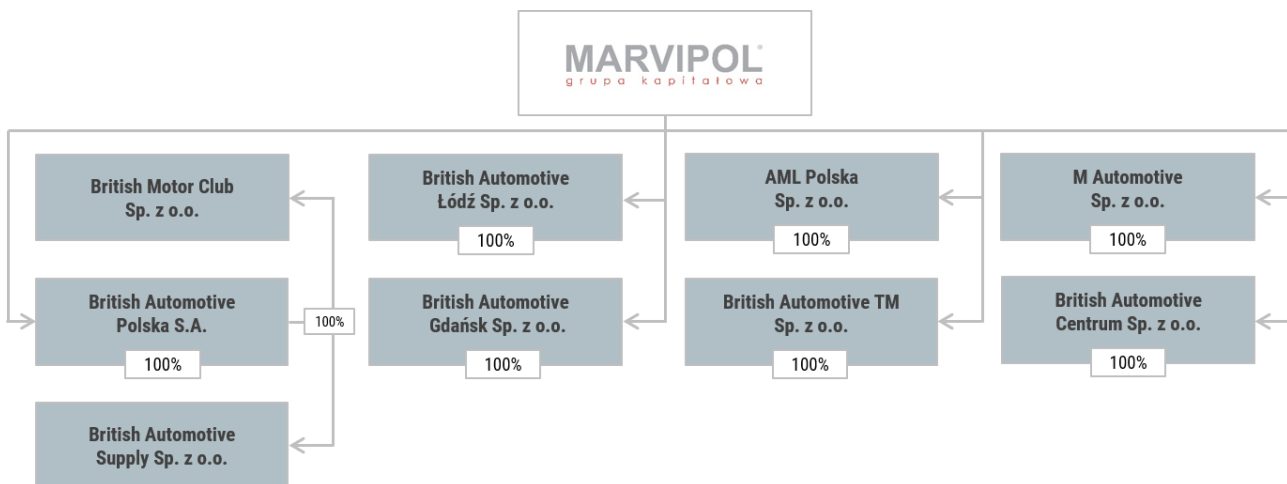 MARVIPOL®
grupa kapitałowa
British Motor Club
Sp. z o.o.
British Automotive
Łódź Sp. z o.o.
100%
AML Polska
Sp. z o.o.
100%
M Automotive
Sp. z o.o.
100%
British Automotive
Polska S.A.
100%
100%
British Automotive
Gdańsk Sp. z o.o.
100%
British Automotive TM
Sp. z o.o.
100%
British Automotive
Centrum Sp. z o.o.
100%
British Automotive
Supply Sp. z o.o.